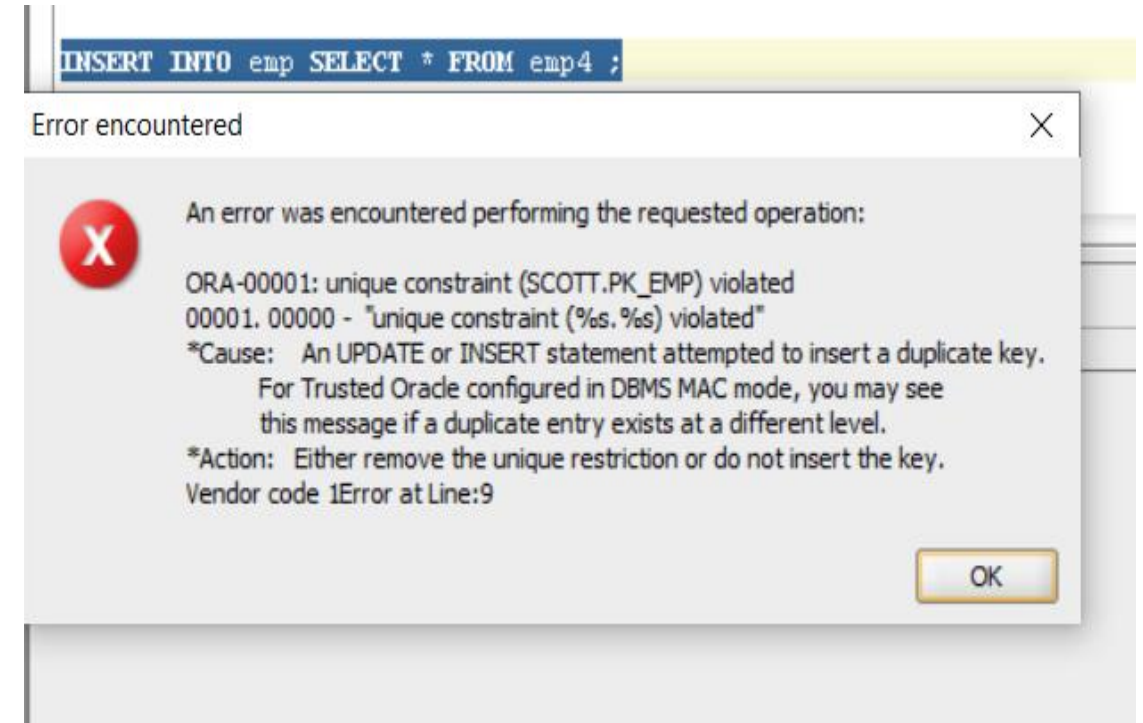 INSERT INTO emp SELECT * FROM emp4 ;
Error encountered
An error was encountered performing the requested operation:
ORA-00001: unique constraint (SCOTT.PK_EMP) violated
00001. 00000 - "unique constraint (%s.%s) violated"
*Cause: An UPDATE or INSERT statement attempted to insert a duplicate key.
For Trusted Oracle configured in DBMS MAC mode, you may see
this message if a duplicate entry exists at a different level.
*Action: Either remove the unique restriction or do not insert the key.
Vendor code 1Error at Line:9
OK